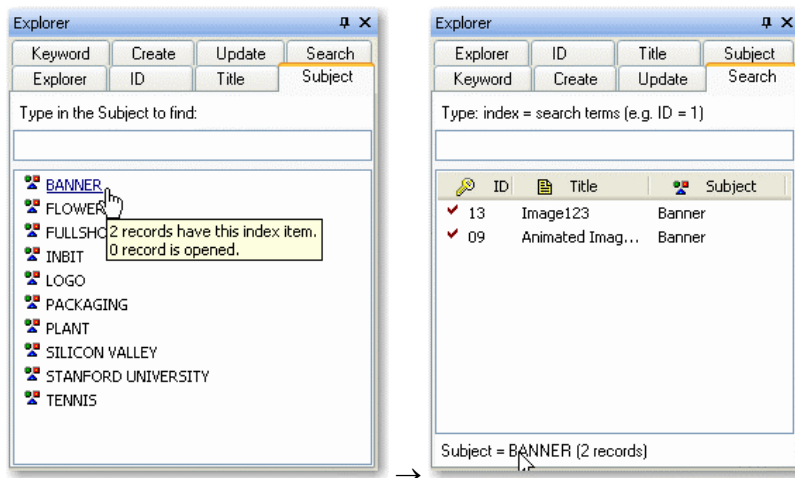 Explorer
Keyword Create Update Search
Explorer ID Title Subject
Type in the Subject to find:
BANNER
FLOWER
FULLSHO
2 records have this index item.
0 record is opened.
INBIT
LOGO
PACKAGING
PLANT
SILICON VALLEY
STANFORD UNIVERSITY
TENNIS
→
Explorer
Explorer ID Title Subject
Keyword Create Update Search
Type: index = search terms (e.g. ID = 1)
ID Title Subject
13 Image123 Banner
09 Animated Imag... Banner
Subject = BANNER (2 records)